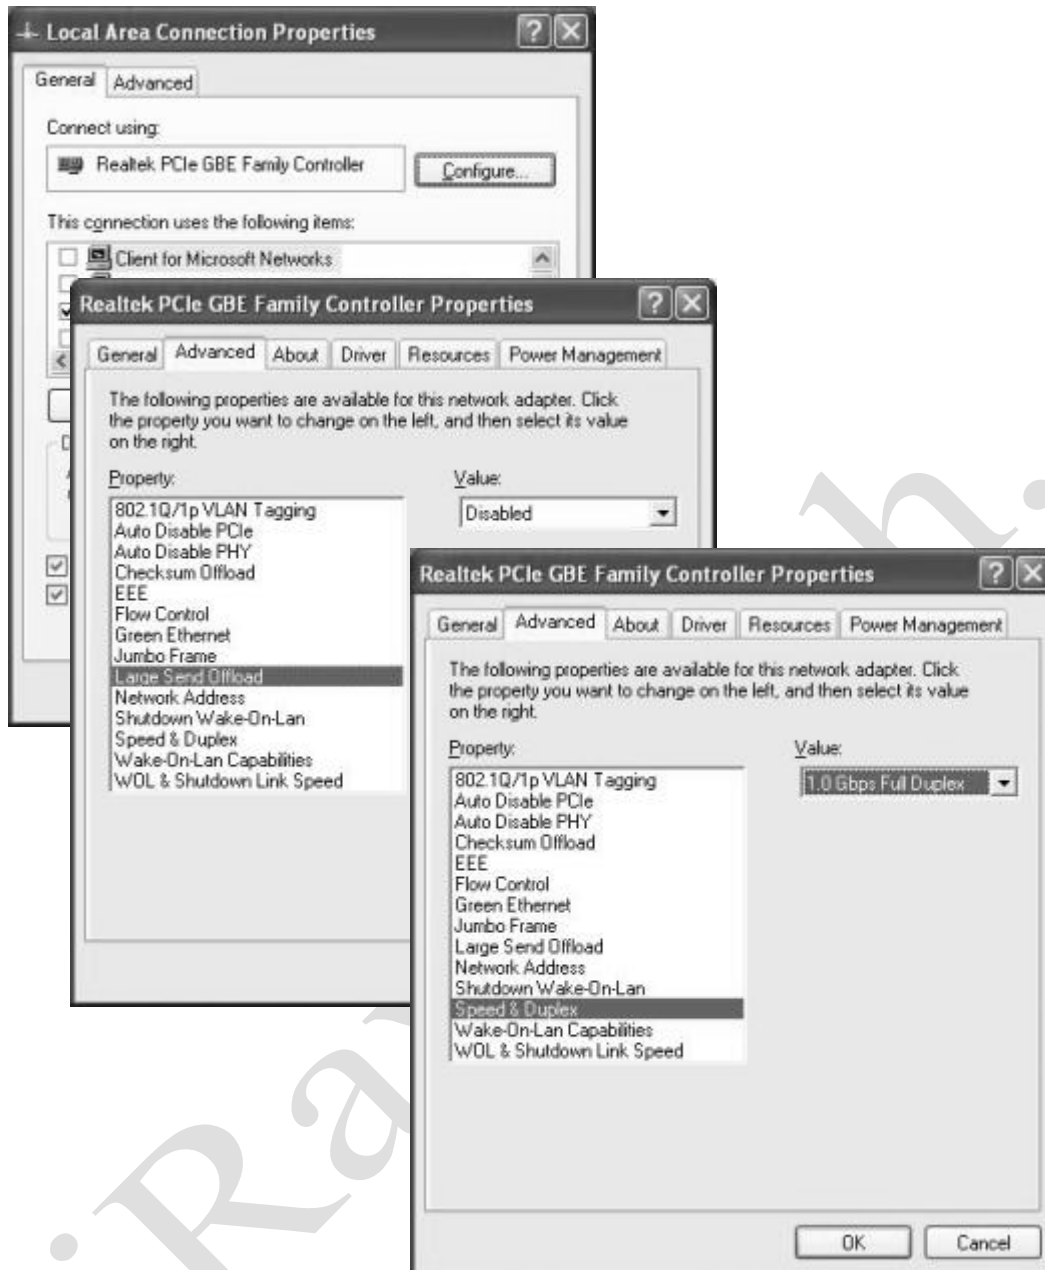 Local Area Connection Properties
General Advanced
Connect using:
Realtek PCIe GBE Family Controller Configure...
This connection uses the following items:
Client for Microsoft Networks
Realtek PCIe GBE Family Controller Properties
General Advanced About Driver Resources Power Management
The following properties are available for this network adapter. Click
the property you want to change on the left, and then select its value
on the right.
Property: Value:
802.1Q/1p VLAN Tagging Disabled
Auto Disable PCIe
Auto Disable PHY
Checksum Offload
EEE
Flow Control
Green Ethernet
Jumbo Frame
Large Send Offload
Network Address
Shutdown Wake-On-Lan
Speed & Duplex
Wake-On-Lan Capabilities
WOL & Shutdown Link Speed
Realtek PCIe GBE Family Controller Properties
General Advanced About Driver Resources Power Management
The following properties are available for this network adapter. Click
the property you want to change on the left, and then select its value
on the right.
Property: Value:
802.1Q/1p VLAN Tagging 1.0 Gbps Full Duplex
Auto Disable PCIe
Auto Disable PHY
Checksum Offload
EEE
Flow Control
Green Ethernet
Jumbo Frame
Large Send Offload
Network Address
Shutdown Wake-On-Lan
Speed & Duplex
Wake-On-Lan Capabilities
WOL & Shutdown Link Speed
OK Cancel